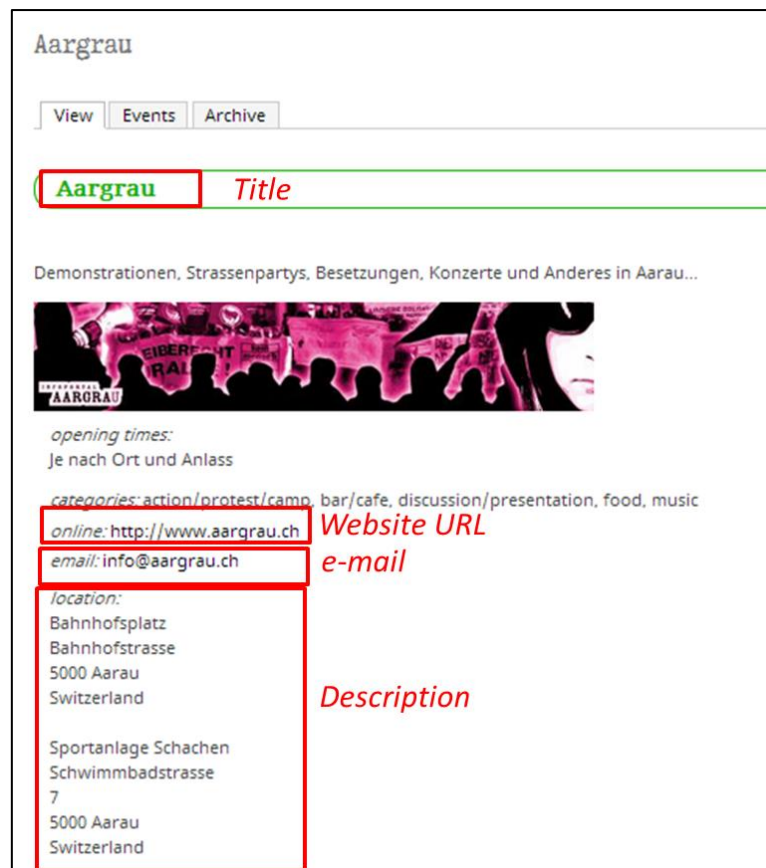 Aargrau
View Events Archive
Aargrau Title
Demonstrationen, Strassenpartys, Besetzungen, Konzerte und Anderes in Aarau...
EIBERECHT
RAL
INFOPORTAL
AARGRAU
opening times:
Je nach Ort und Anlass
categories: action/protest/camp, bar/cafe, discussion/presentation, food, music
online: http://www.aargrau.ch Website URL
email: info@aargrau.ch e-mail
location:
Bahnhofsplatz
Bahnhofstrasse
5000 Aarau
Switzerland Description
Sportanlage Schachen
Schwimmbadstrasse
7
5000 Aarau
Switzerland